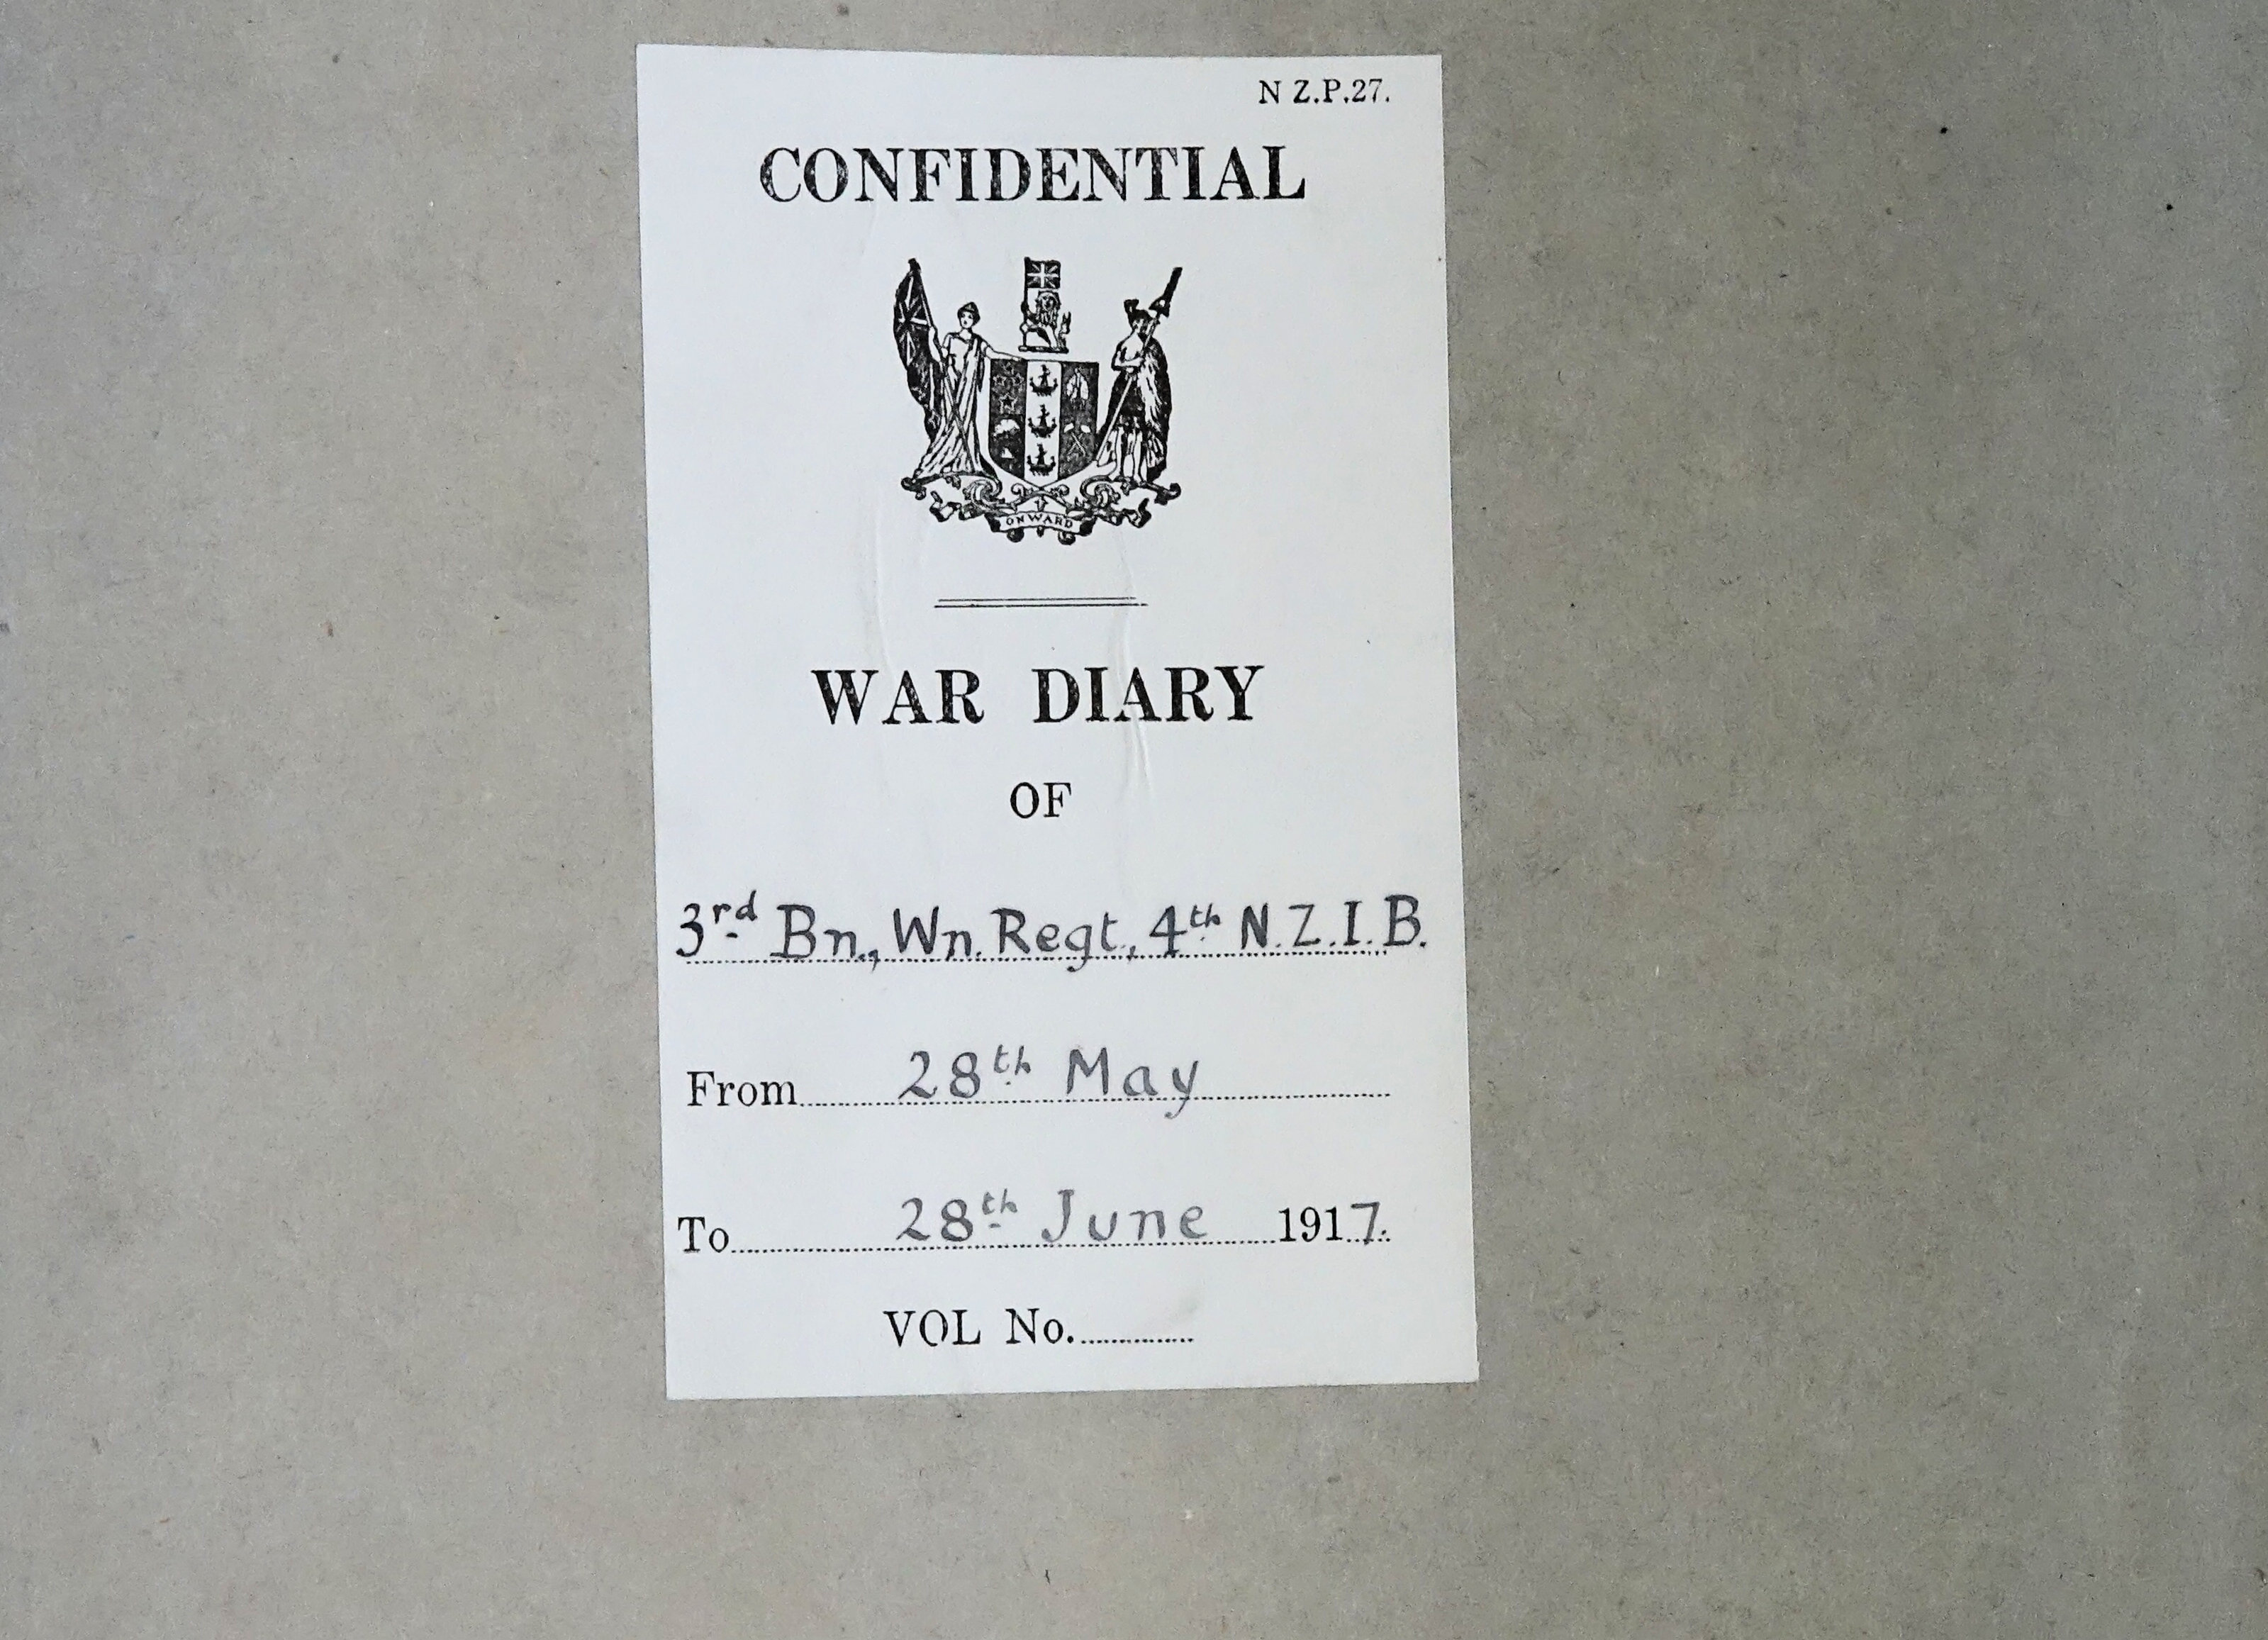 N Z.P.27.
CONFIDENTIAL
ONWARD
WAR DIARY
OF
3rd Bn., Wn. Regt., 4th N.Z.I.B.
From 28th May
To 28th June 1917.
VOL No.